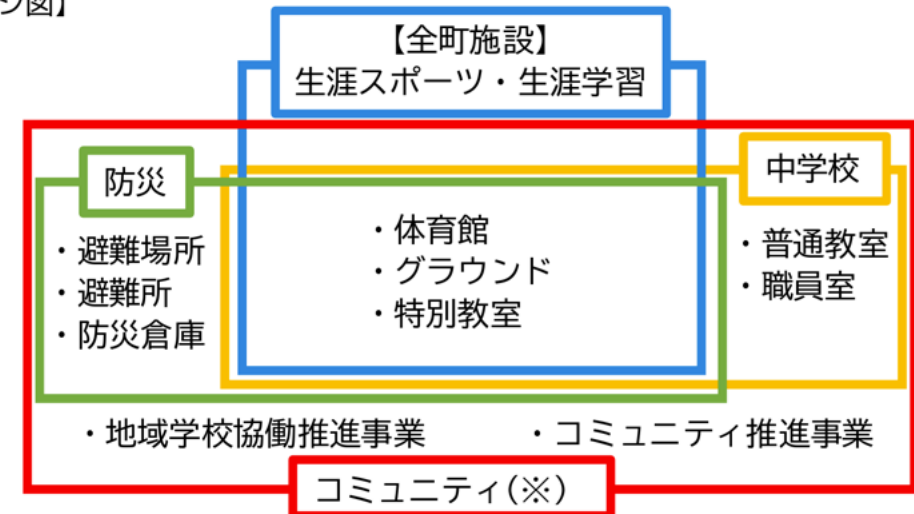 ジ図】
【全町施設】
生涯スポーツ・生涯学習
防災
中学校
・避難場所
・避難所
・防災倉庫
・体育館
・グラウンド
・特別教室
・普通教室
・職員室
・地域学校協働推進事業
・コミュニティ推進事業
コミュニティ(※)